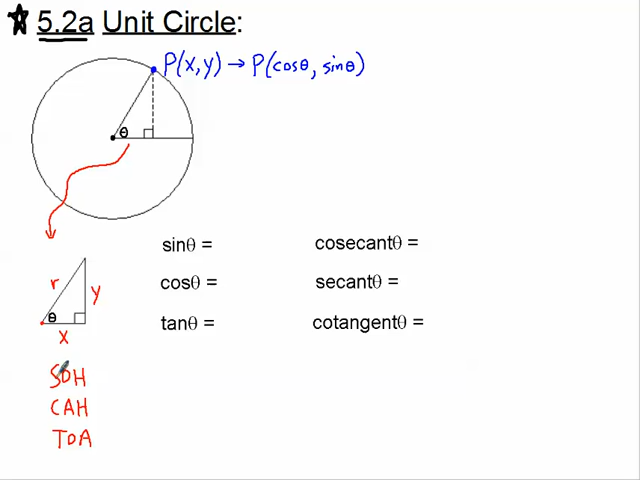 5.2a Unit Circle:
P(x,y) → P(cosθ, sinθ)
θ
sinθ =
cosecantθ =
r
y
θ
cosθ =
secantθ =
x
tanθ =
cotangentθ =
SOH
CAH
TOA